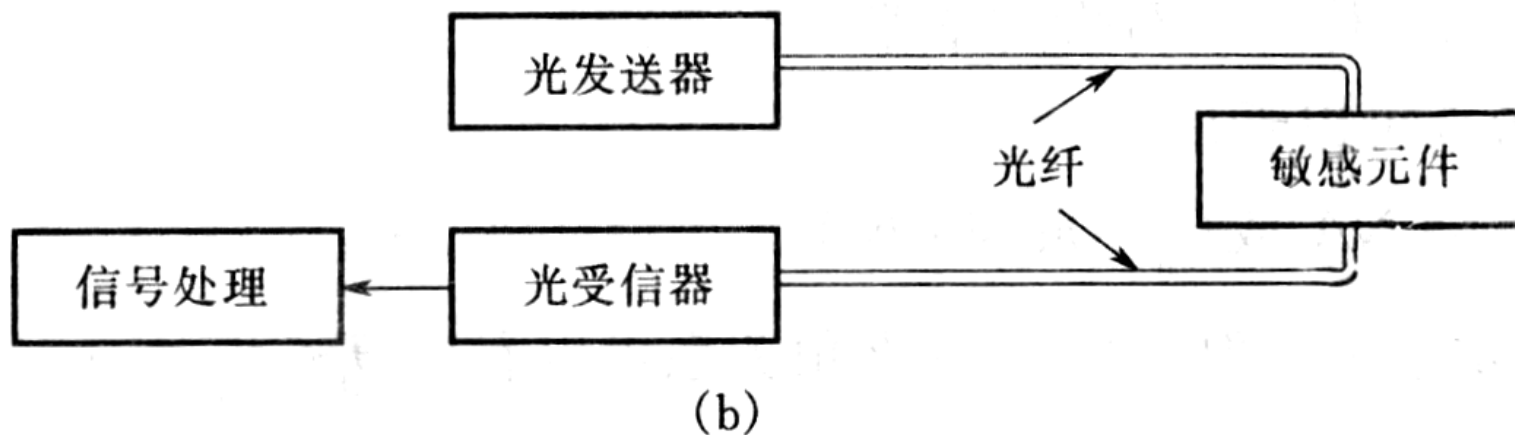 光发送器
光纤
敏感元件
信号处理
光受信器
(b)